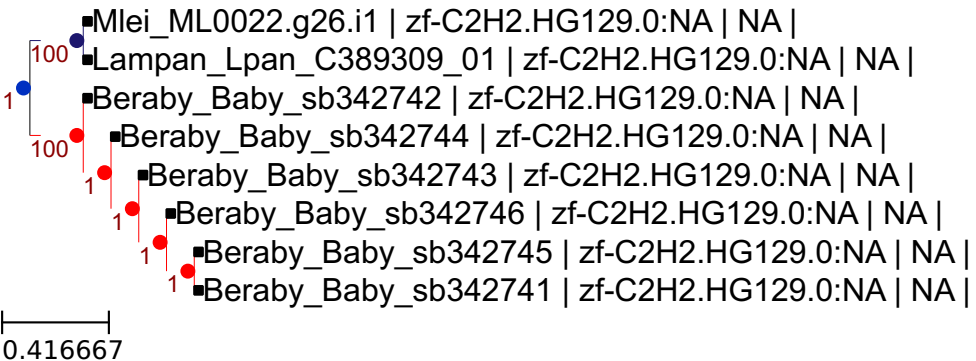 Mlei_ML0022.g26.i1 | zf-C2H2.HG129.0:NA | NA |
100
Lampan_Lpan_C389309_01 | zf-C2H2.HG129.0:NA | NA |
1
Beraby_Baby_sb342742 | zf-C2H2.HG129.0:NA | NA |
Beraby_Baby_sb342744 | zf-C2H2.HG129.0:NA | NA |
100
Beraby_Baby_sb342743 | zf-C2H2.HG129.0:NA | NA |
1
Beraby_Baby_sb342746 | zf-C2H2.HG129.0:NA | NA |
1
Beraby_Baby_sb342745 | zf-C2H2.HG129.0:NA | NA |
1
Beraby_Baby_sb342741 | zf-C2H2.HG129.0:NA | NA |
1
0.416667